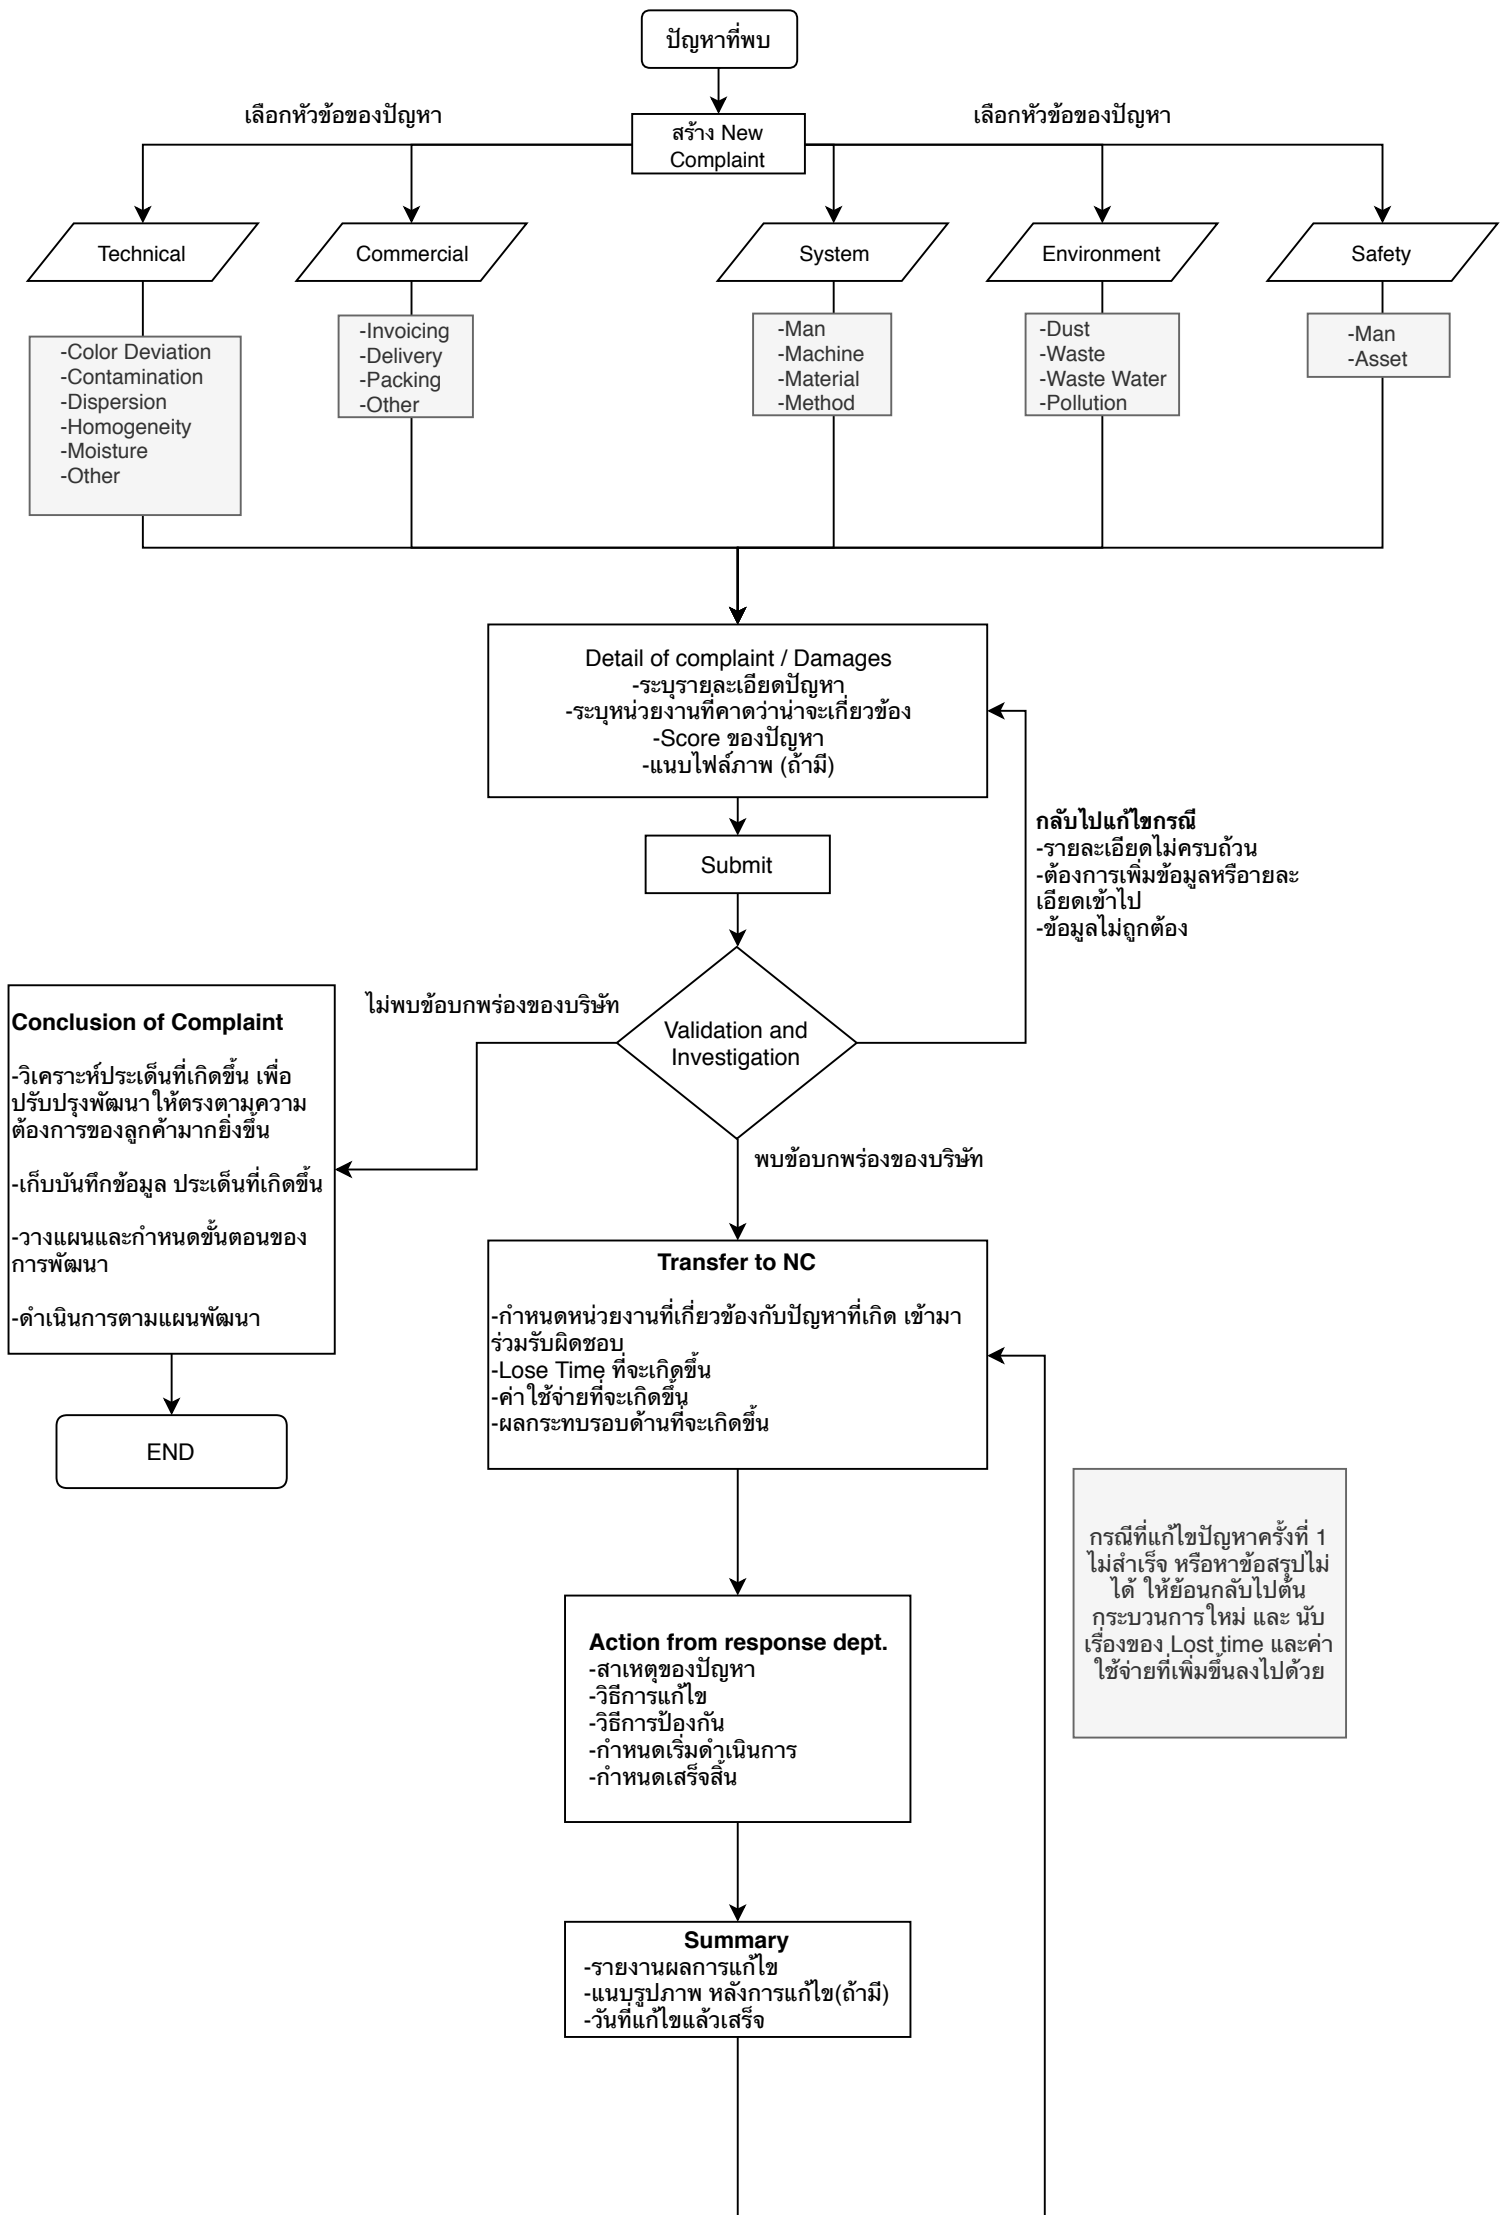 ปัญหาที่พบ
เลือกหัวข้อของปัญหา
สร้าง New
Complaint
เลือกหัวข้อของปัญหา
Technical
Commercial
System
Environment
Safety
-Color Deviation
-Contamination
-Dispersion
-Homogeneity
-Moisture
-Other
-Invoicing
-Delivery
-Packing
-Other
-Man
-Machine
-Material
-Method
-Dust
-Waste
-Waste Water
-Pollution
-Man
-Asset
Detail of complaint / Damages
-ระบุรายละเอียดปัญหา
-ระบุหน่วยงานที่คาดว่าน่าจะเกี่ยวข้อง
-Score ของปัญหา
-แนบไฟล์ภาพ (ถ้ามี)
กลับไปแก้ไขกรณี
-รายละเอียดไม่ครบถ้วน
-ต้องการเพิ่มข้อมูลหรือายละ
เอียดเข้าไป
-ข้อมูลไม่ถูกต้อง
Submit
ไม่พบข้อบกพร่องของบริษัท
Validation and
Investigation
พบข้อบกพร่องของบริษัท
Conclusion of Complaint
-วิเคราะห์ประเด็นที่เกิดขึ้น เพื่อ
ปรับปรุงพัฒนาให้ตรงตามความ
ต้องการของลูกค้ามากยิ่งขึ้น
-เก็บบันทึกข้อมูล ประเด็นที่เกิดขึ้น
-วางแผนและกำหนดขั้นตอนของ
การพัฒนา
-ดำเนินการตามแผนพัฒนา
END
Transfer to NC
-กำหนดหน่วยงานที่เกี่ยวข้องกับปัญหาที่เกิด เข้ามา
ร่วมรับผิดชอบ
-Lose Time ที่จะเกิดขึ้น
-ค่าใช้จ่ายที่จะเกิดขึ้น
-ผลกระทบรอบด้านที่จะเกิดขึ้น
กรณีที่แก้ไขปัญหาครั้งที่ 1
ไม่สำเร็จ หรือหาข้อสรุปไม่
ได้ ให้ย้อนกลับไปต้น
กระบวนการใหม่ และ นับ
เรื่องของ Lost time และค่า
ใช้จ่ายที่เพิ่มขึ้นลงไปด้วย
Action from response dept.
-สาเหตุของปัญหา
-วิธีการแก้ไข
-วิธีการป้องกัน
-กำหนดเริ่มดำเนินการ
-กำหนดเสร็จสิ้น
Summary
-รายงานผลการแก้ไข
-แนบรูปภาพ หลังการแก้ไข(ถ้ามี)
-วันที่แก้ไขแล้วเสร็จ